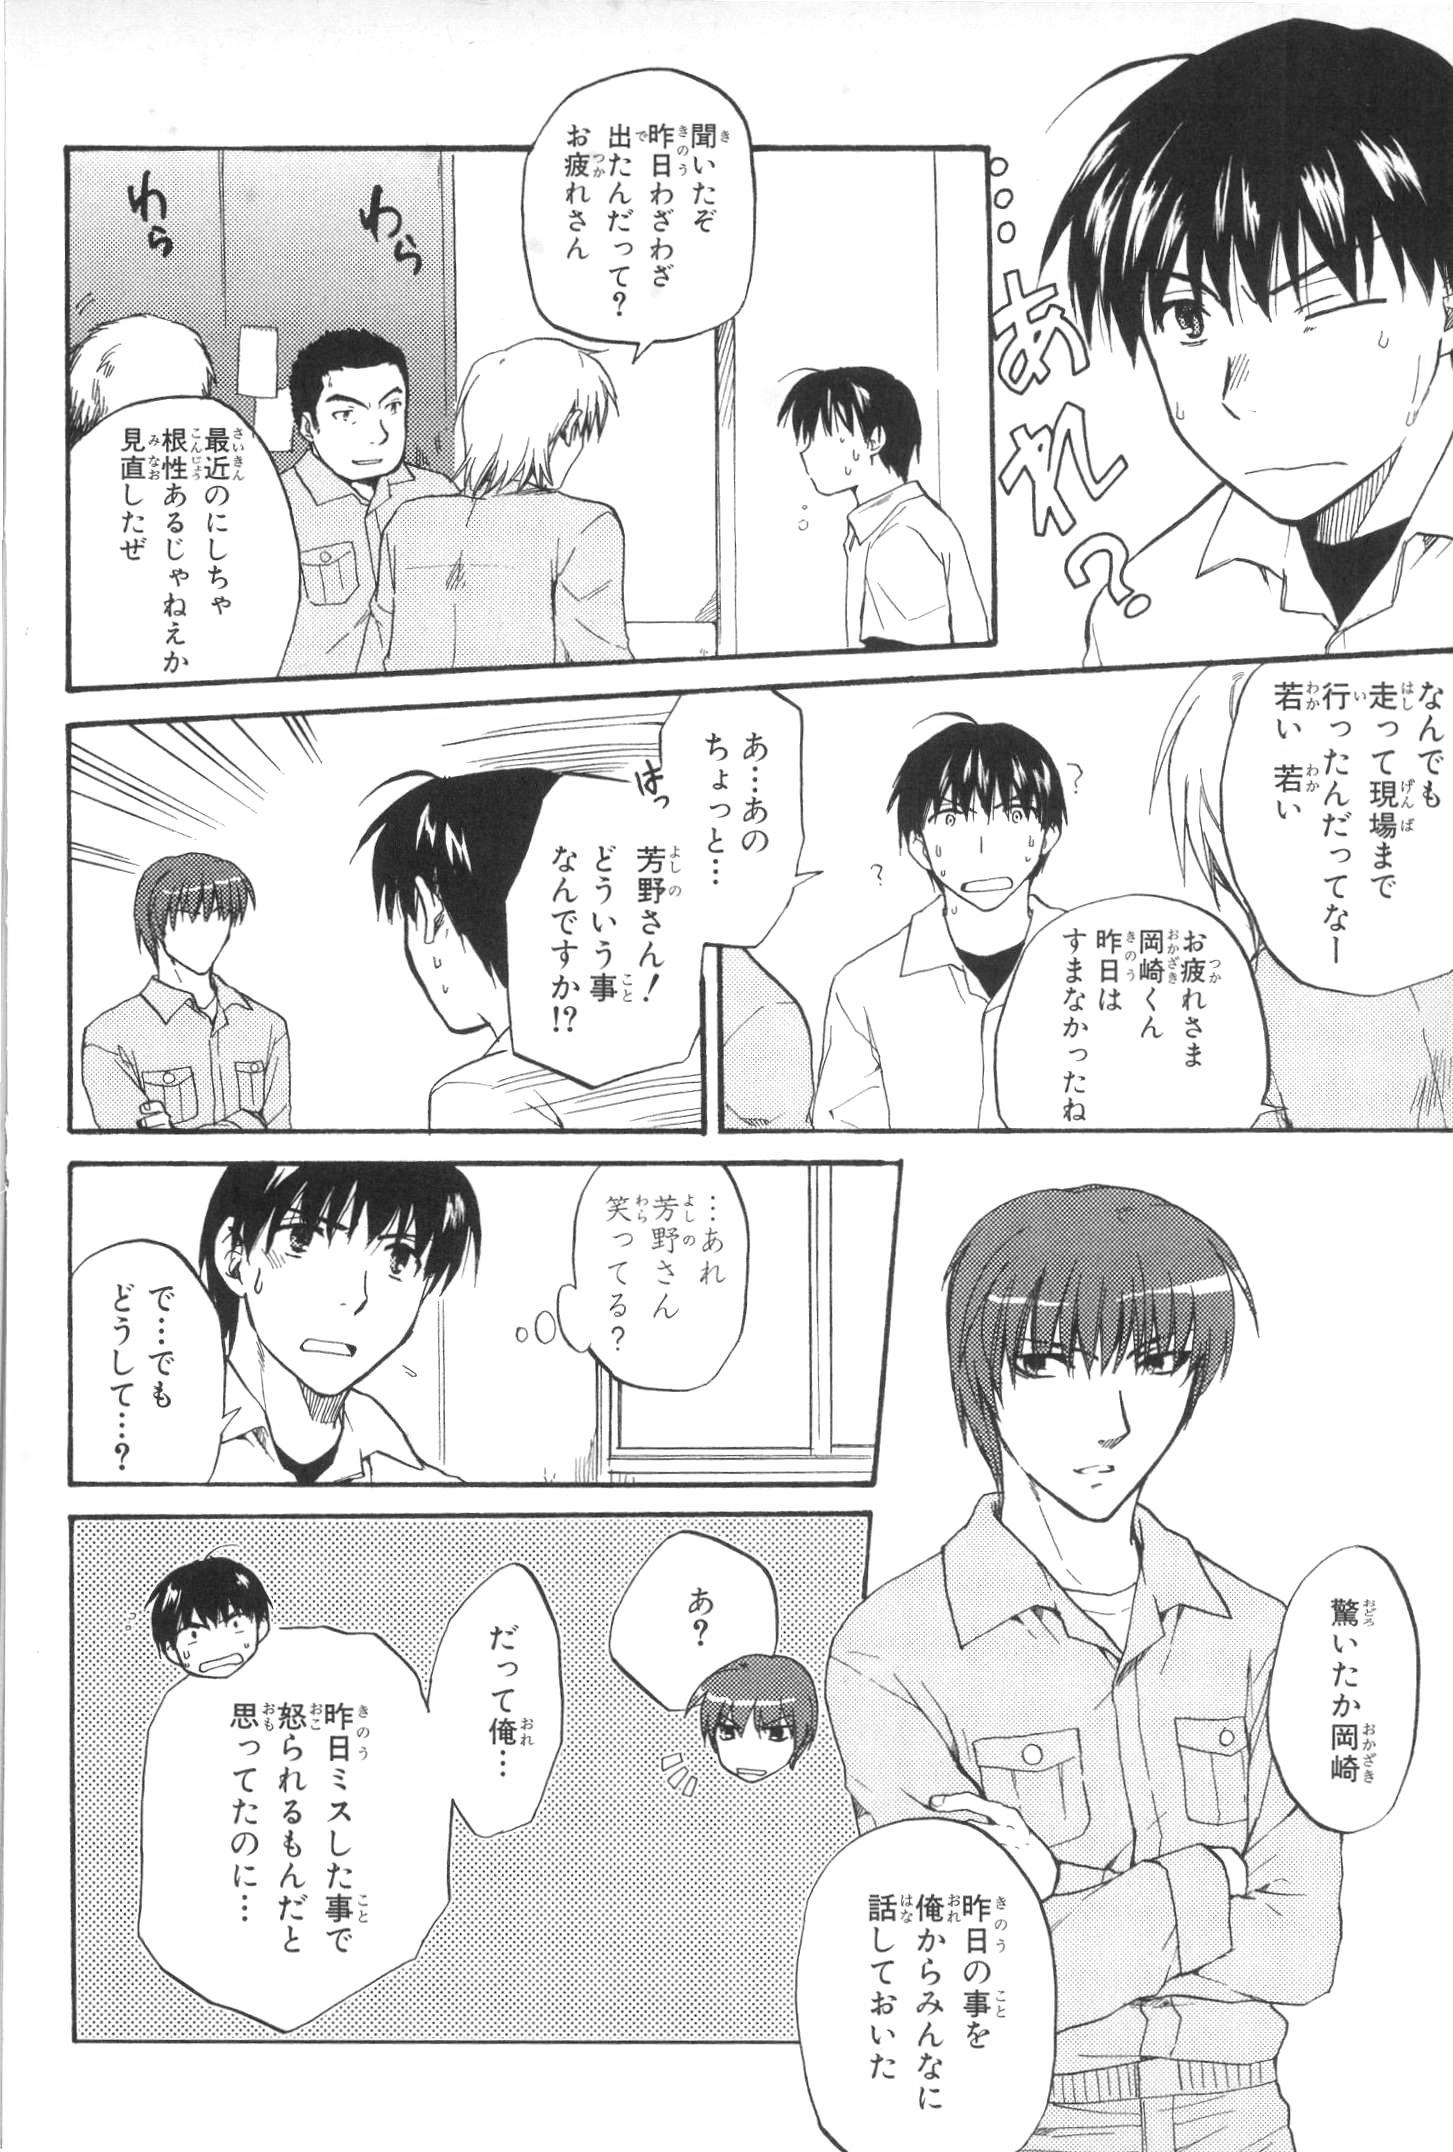 …あれ?
聞いたぞ
昨日わざわざ
出たんだって?
お疲れさん
わら
わら
最近のにしちゃ
根性あるじゃねえか
見直したぜ
なんでも
走って現場まで
行ったんだってなー
若い 若い
お疲れさま
岡崎くん
昨日は
すまなかったね
?
?
あ…あの
ちょっと…
はっ
芳野さん!
どういう事
なんですか!?
驚いたか岡崎
昨日の事を
俺からみんなに
話しておいた
…あれ
芳野さん
笑ってる?
で…でも
どうして…?
あ?
だって俺…
昨日ミスした事で
怒られるもんだと
思ってたのに…